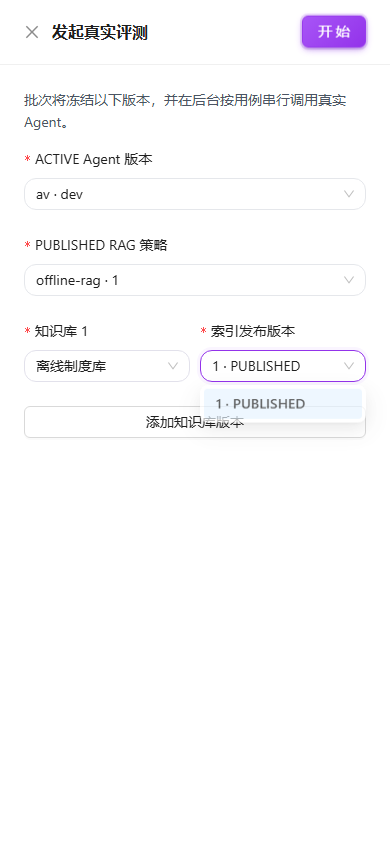 发起真实评测
开 始
批次将冻结以下版本，并在后台按用例串行调用真实
Agent。
* ACTIVE Agent 版本
av · dev
* PUBLISHED RAG 策略
offline-rag · 1
* 知识库 1
* 索引发布版本
离线制度库
1 · PUBLISHED
1 · PUBLISHED
添加知识库版本